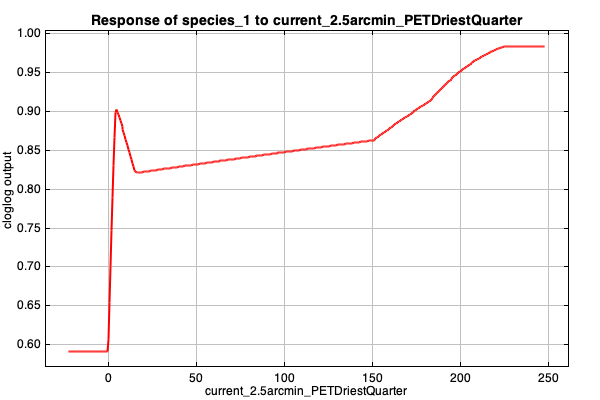 Response of species_1 to current_2.5arcmin_PETDriestQuarter
1.00
0.95
0.90
0.85
0.80
0.75
0.70
0.65
0.60
cloglog output
0 50 100 150 200 250
current_2.5arcmin_PETDriestQuarter